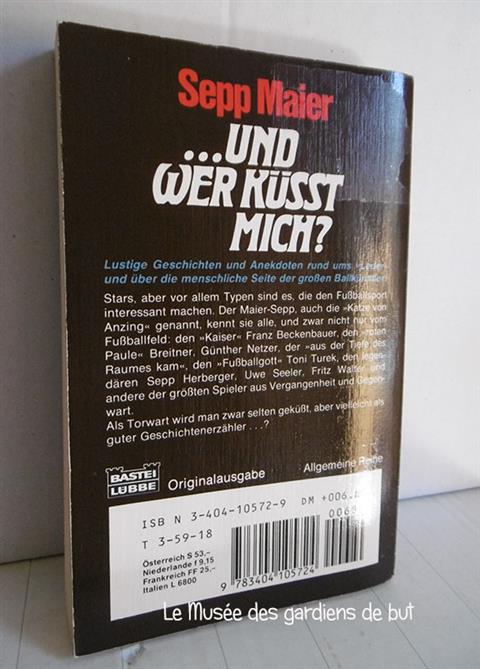 Sepp Maier
...UND
WER KÜSST
MICH?
Lustige Geschichten und Anekdoten rund ums »Leder«
und über die menschliche Seite der großen Ballkünstler
Stars, aber vor allem Typen sind es, die den Fußballsport
interessant machen. Der Maier-Sepp, auch die »Katze von
Anzing« genannt, kennt sie alle, und zwar nicht nur vom
Fußballfeld: den »Kaiser« Franz Beckenbauer, den »roten
Paule« Breitner, Günther Netzer, der »aus der Tiefe des
Raumes kam«, den »Fußballgott« Toni Turek, den legen-
dären Sepp Herberger, Uwe Seeler, Fritz Walter und
andere der größten Spieler aus Vergangenheit und Gegen-
wart.
Als Torwart wird man zwar selten geküßt, aber vielleicht als
guter Geschichtenerzähler . . .?
BASTEI
LÜBBE
Originalausgabe
Allgemeine Reihe
ISB N 3-404-10572-9 DM +006.
T 3-59-18
Österreich S 53,–
Niederlande f 9,15
Frankreich FF 25,–
Italien L 6800
9 783404 105724
Le Musée des gardiens de but